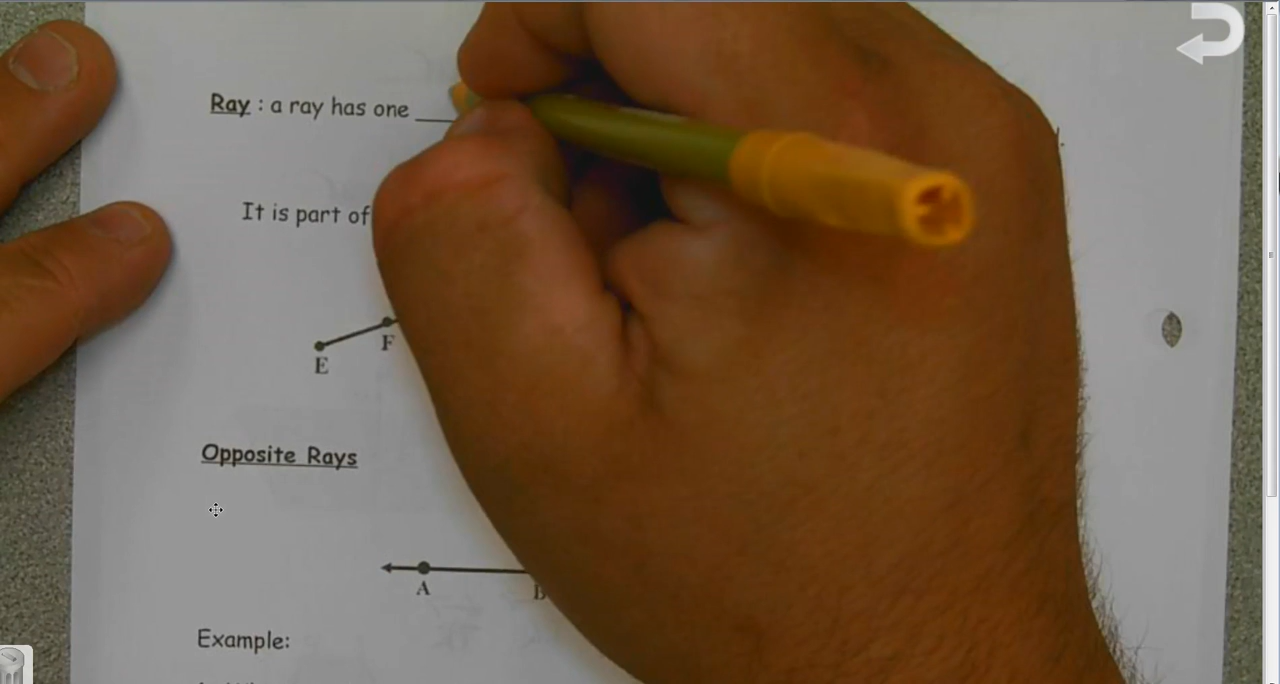 Ray : a ray has one
It is part of
F
E
Opposite Rays
A
Example: